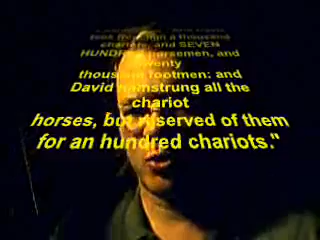 took from him a thousand
chariots, and SEVEN
HUNDRED horsemen, and
twenty
thousand footmen: and
David hamstrung all the
chariot
horses, but reserved of them
for an hundred chariots."